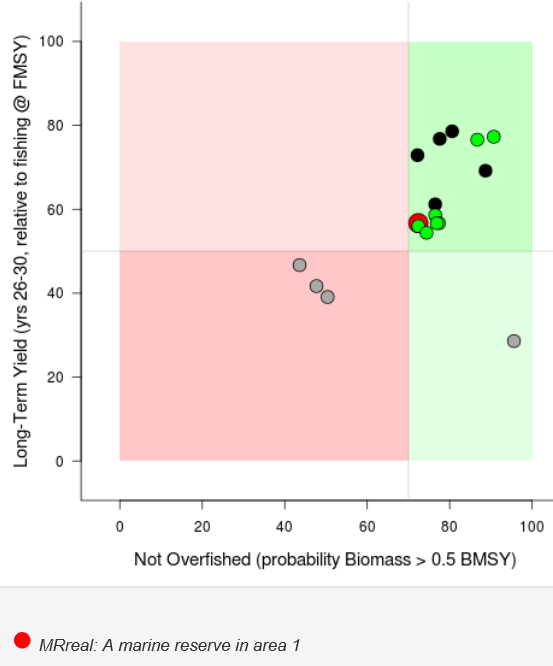 Long-Term Yield (yrs 26-30, relative to fishing @ FMSY)
100
80
60
40
20
0
0 20 40 60 80 100
Not Overfished (probability Biomass > 0.5 BMSY)
MRreal: A marine reserve in area 1